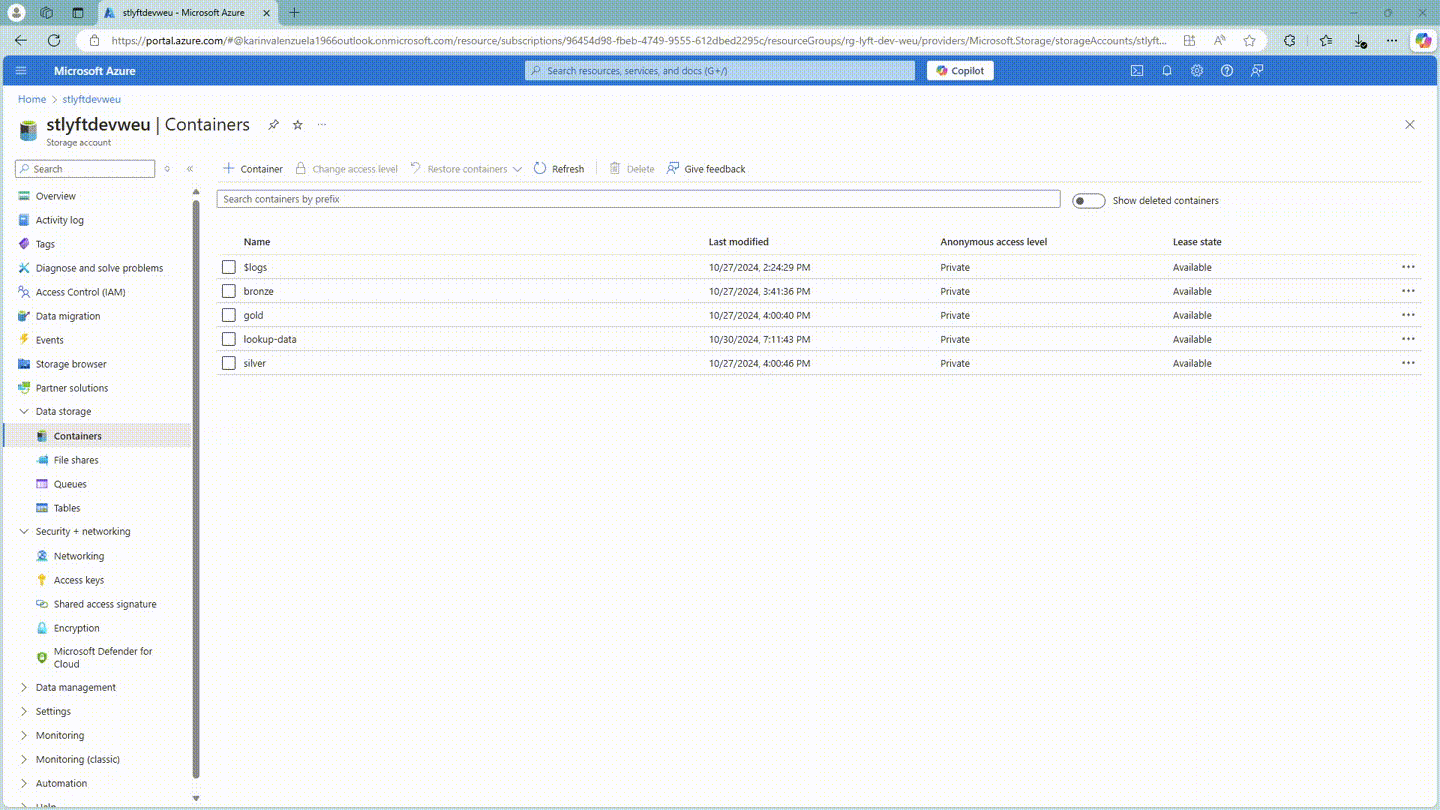 stlyftdevweu - Microsoft Azure
https://portal.azure.com/#@karinvalenzuela1966outlook.onmicrosoft.com/resource/subscriptions/96454d98-fbeb-4749-9555-612dbed2295c/resourceGroups/rg-lyft-dev-weu/providers/Microsoft.Storage/storageAccounts/stlyft...
Microsoft Azure
Search resources, services, and docs (G+/)
Copilot
Home > stlyftdevweu
stlyftdevweu | Containers
Storage account
Search
+ Container Change access level Restore containers Refresh Delete Give feedback
Search containers by prefix
Show deleted containers
Name Last modified Anonymous access level Lease state
$logs 10/27/2024, 2:24:29 PM Private Available
bronze 10/27/2024, 3:41:36 PM Private Available
gold 10/27/2024, 4:00:40 PM Private Available
lookup-data 10/30/2024, 7:11:43 PM Private Available
silver 10/27/2024, 4:00:46 PM Private Available
Overview
Activity log
Tags
Diagnose and solve problems
Access Control (IAM)
Data migration
Events
Storage browser
Partner solutions
Data storage
Containers
File shares
Queues
Tables
Security + networking
Networking
Access keys
Shared access signature
Encryption
Microsoft Defender for
Cloud
Data management
Settings
Monitoring
Monitoring (classic)
Automation
Help